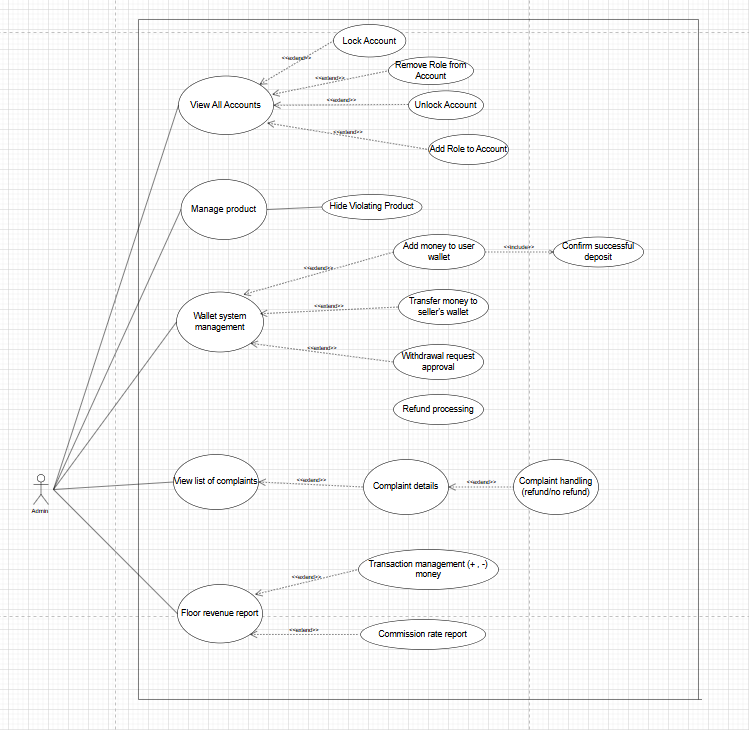 Lock Account
<<extend>>
Remove Role from
Account
<<extend>>
View All Accounts
<<extend>>
Unlock Account
<<extend>>
Add Role to Account
Manage product
Hide Violating Product
Add money to user
wallet
<<include>>
Confirm successful
deposit
<<extend>>
Wallet system
management
<<extend>>
Transfer money to
seller's wallet
<<extend>>
Withdrawal request
approval
Refund processing
Admin
View list of complaints
<<extend>>
Complaint details
<<extend>>
Complaint handling
(refund/no refund)
Transaction management (+ , -)
money
<<extend>>
Floor revenue report
<<extend>>
Commission rate report